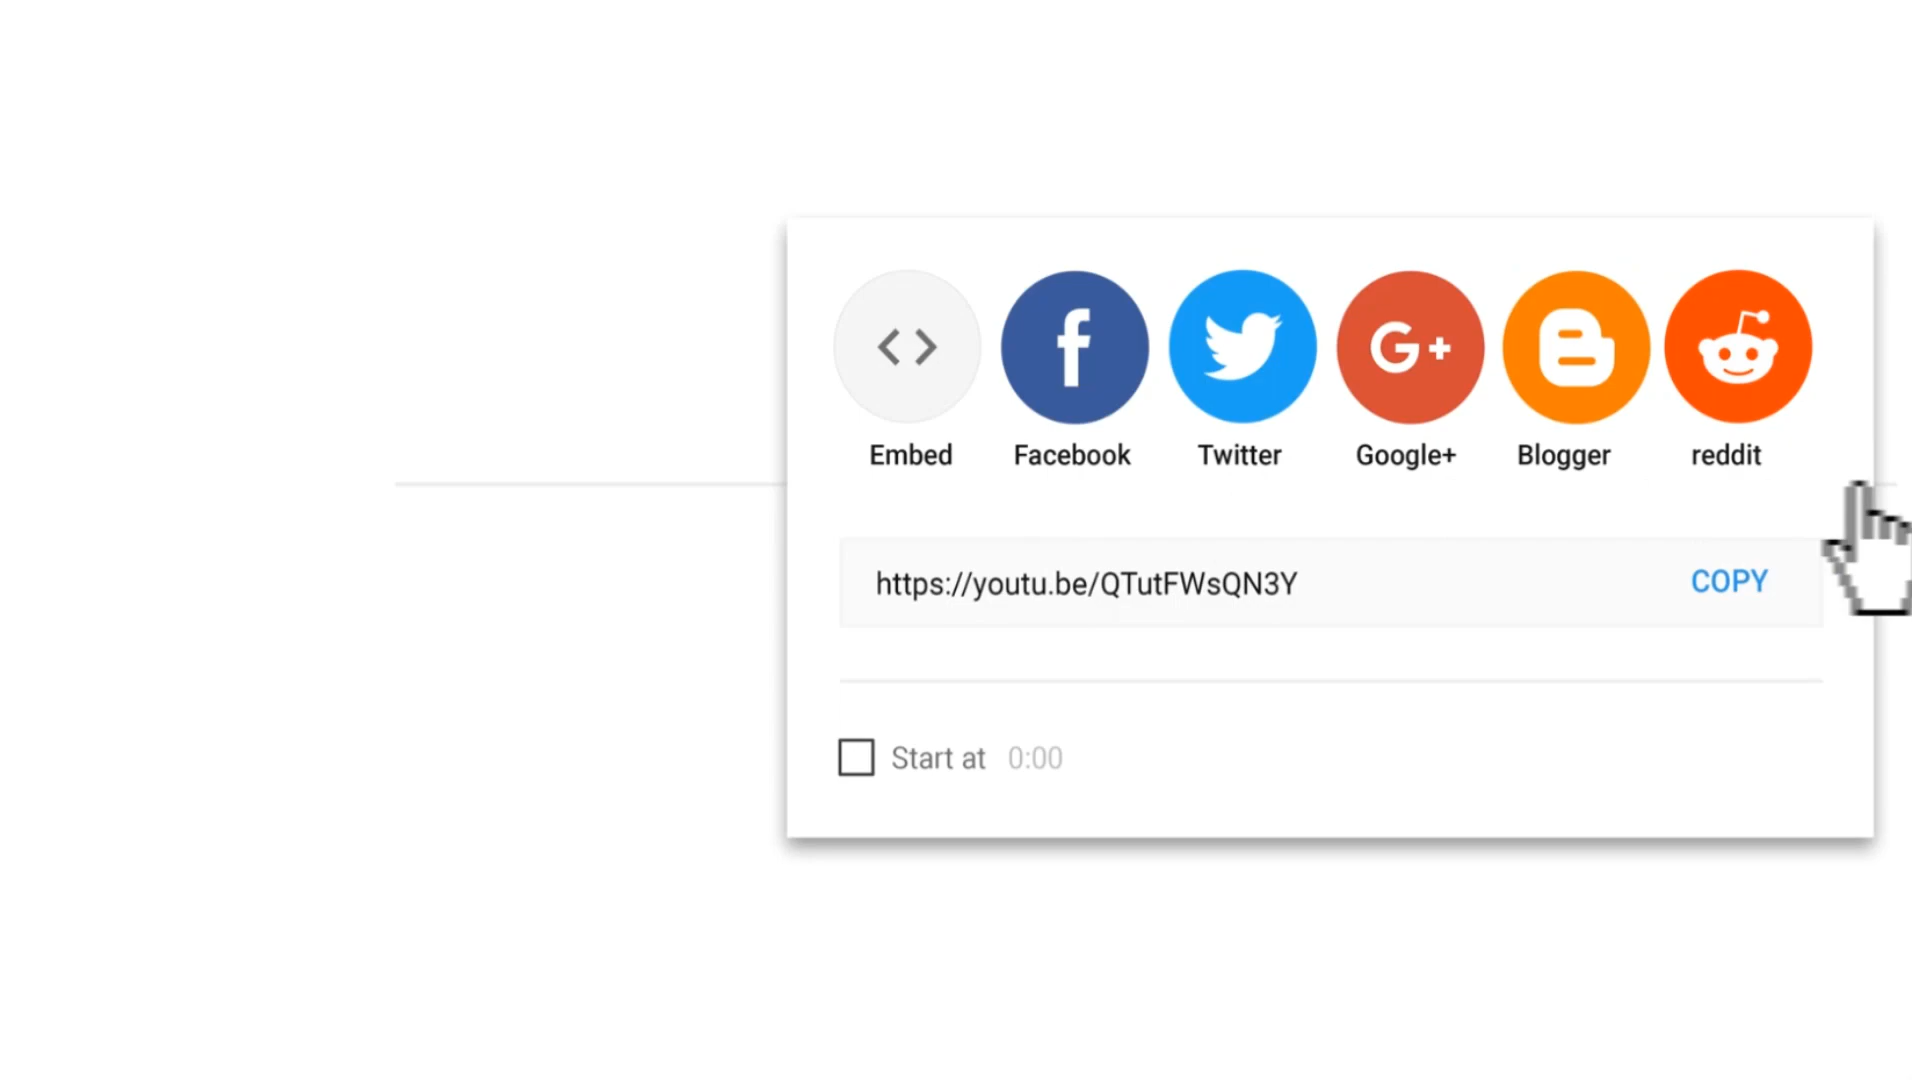 Embed Facebook Twitter Google+ Blogger reddit
https://youtu.be/QTutFWsQN3Y COPY
Start at 0:00